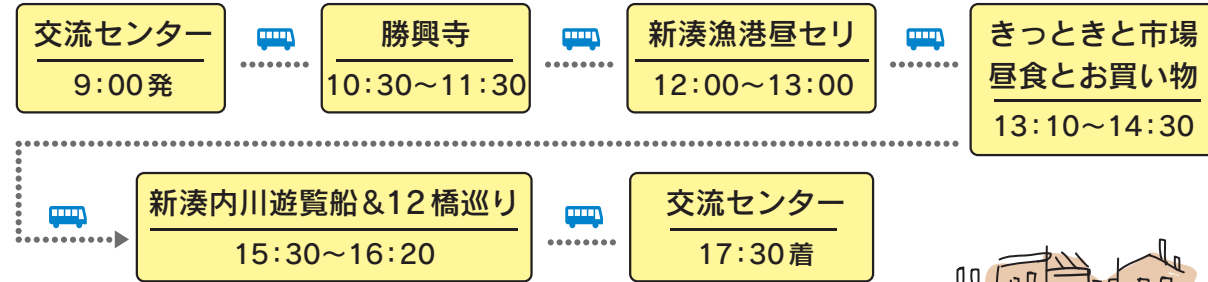 交流センター
9:00発
勝興寺
10:30〜11:30
新湊漁港昼セリ
12:00〜13:00
きっときと市場
昼食とお買い物
13:10〜14:30
新湊内川遊覧船&12橋巡り
15:30〜16:20
交流センター
17:30着